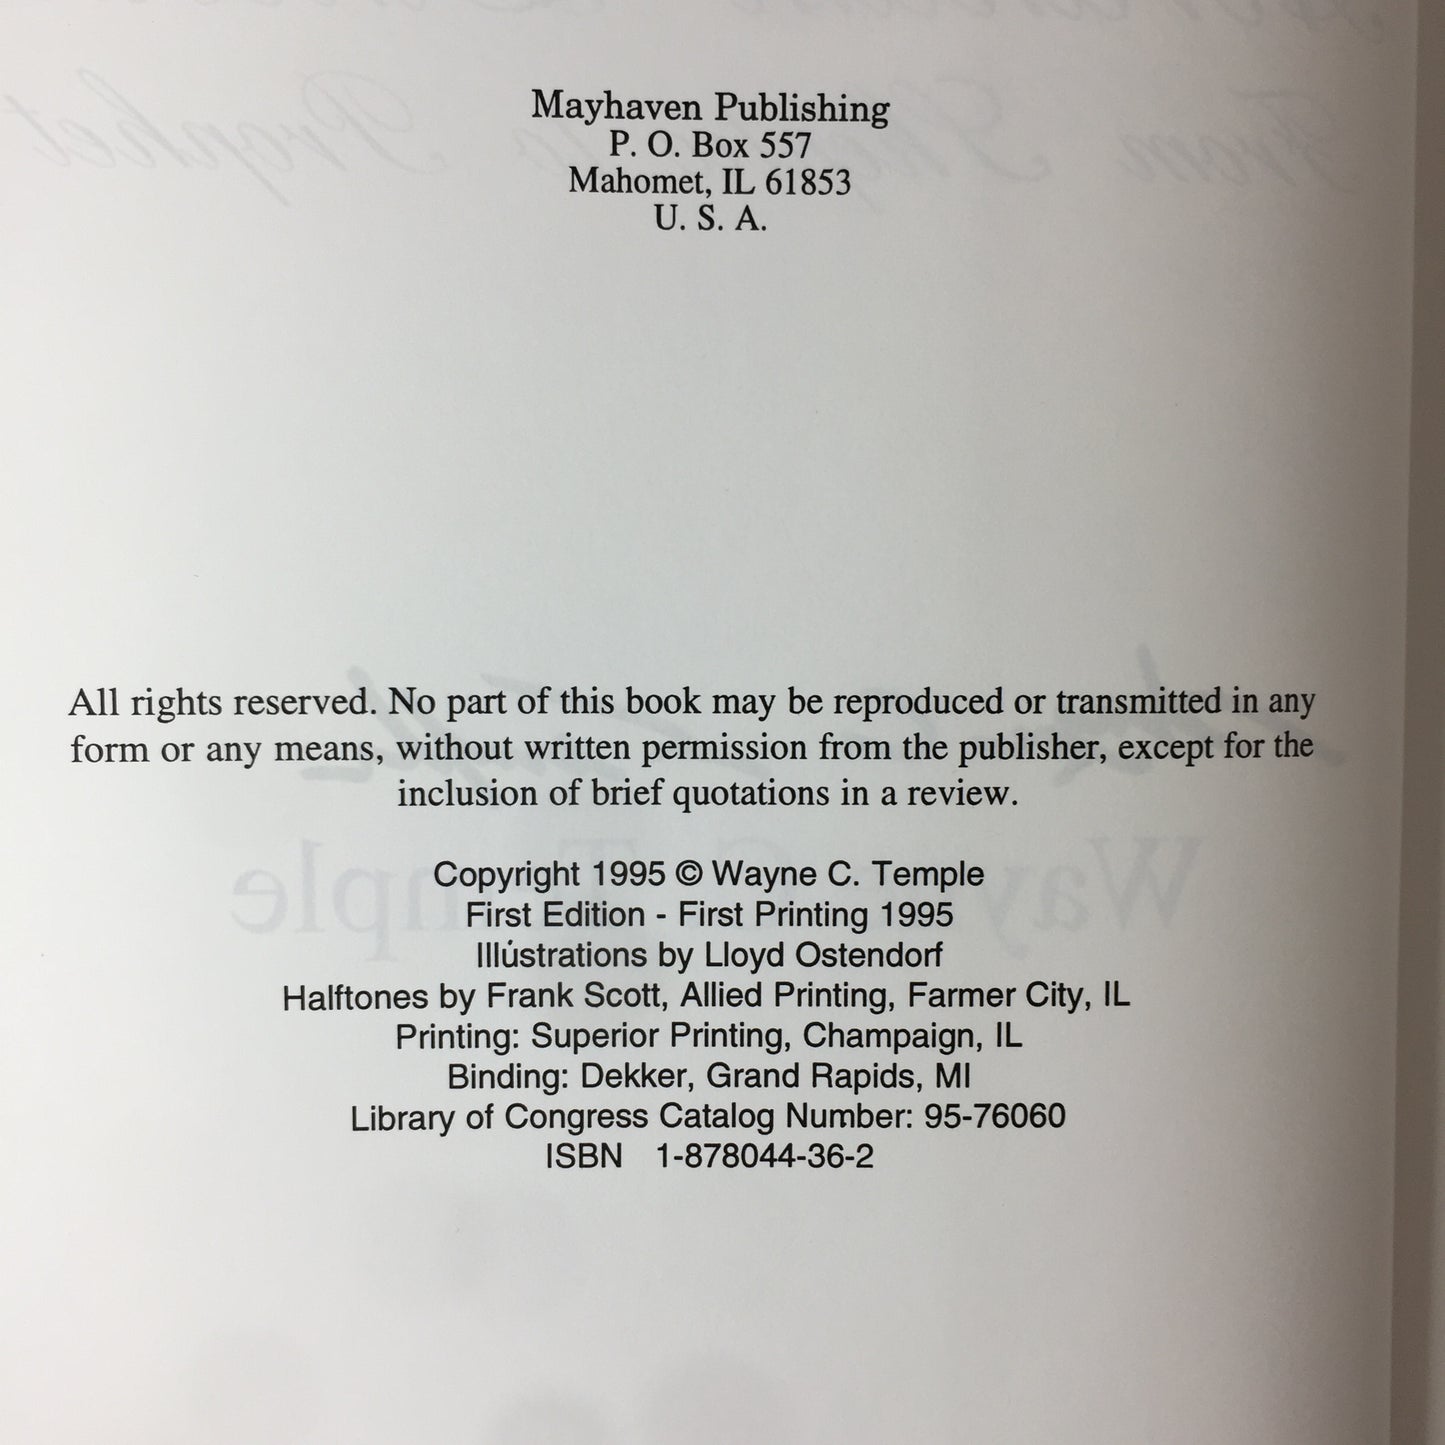 Mayhaven Publishing
P. O. Box 557
Mahomet, IL 61853
U. S. A.
All rights reserved. No part of this book may be reproduced or transmitted in any
form or any means, without written permission from the publisher, except for the
inclusion of brief quotations in a review.
Copyright 1995 © Wayne C. Temple
First Edition - First Printing 1995
Illústrations by Lloyd Ostendorf
Halftones by Frank Scott, Allied Printing, Farmer City, IL
Printing: Superior Printing, Champaign, IL
Binding: Dekker, Grand Rapids, MI
Library of Congress Catalog Number: 95-76060
ISBN 1-878044-36-2